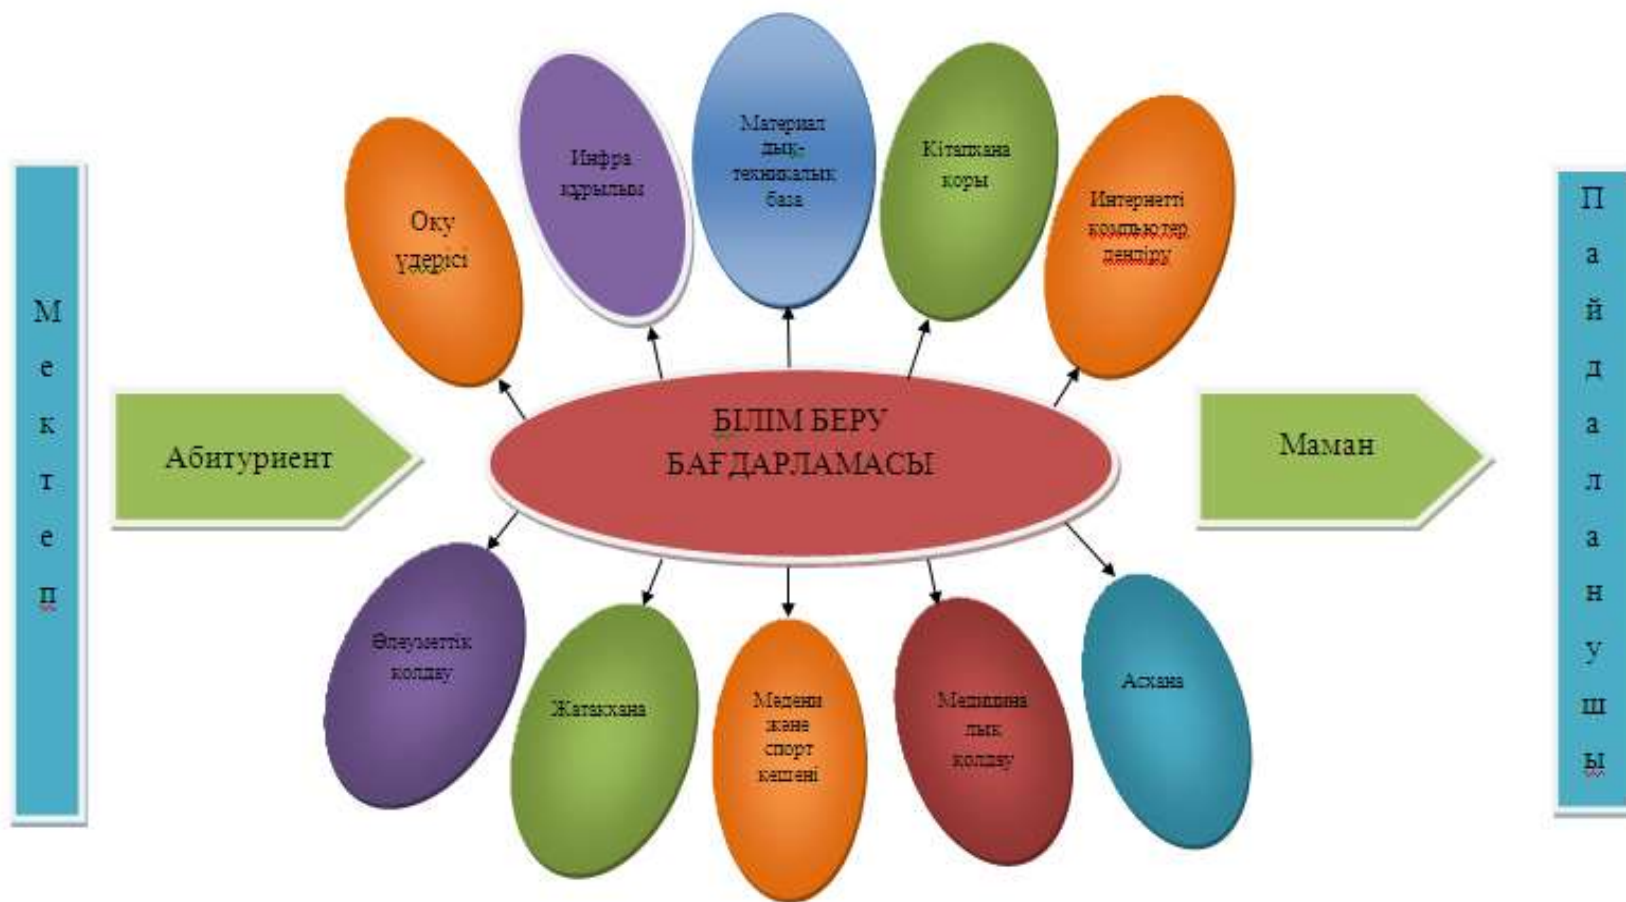 Мектеп
Абитуриент
Оқу
үдерісі
Инфра
құрылым
Материал
дық-
техникалық
база
Кітапхана
қоры
Интернетті
компьютер
лендіру
БІЛІМ БЕРУ
БАҒДАРЛАМАСЫ
Әлеуметтік
қолдау
Жатақхана
Мәдени
және
спорт
кешені
Медицина
лық
қолдау
Асхана
Маман
Пайдаланушы